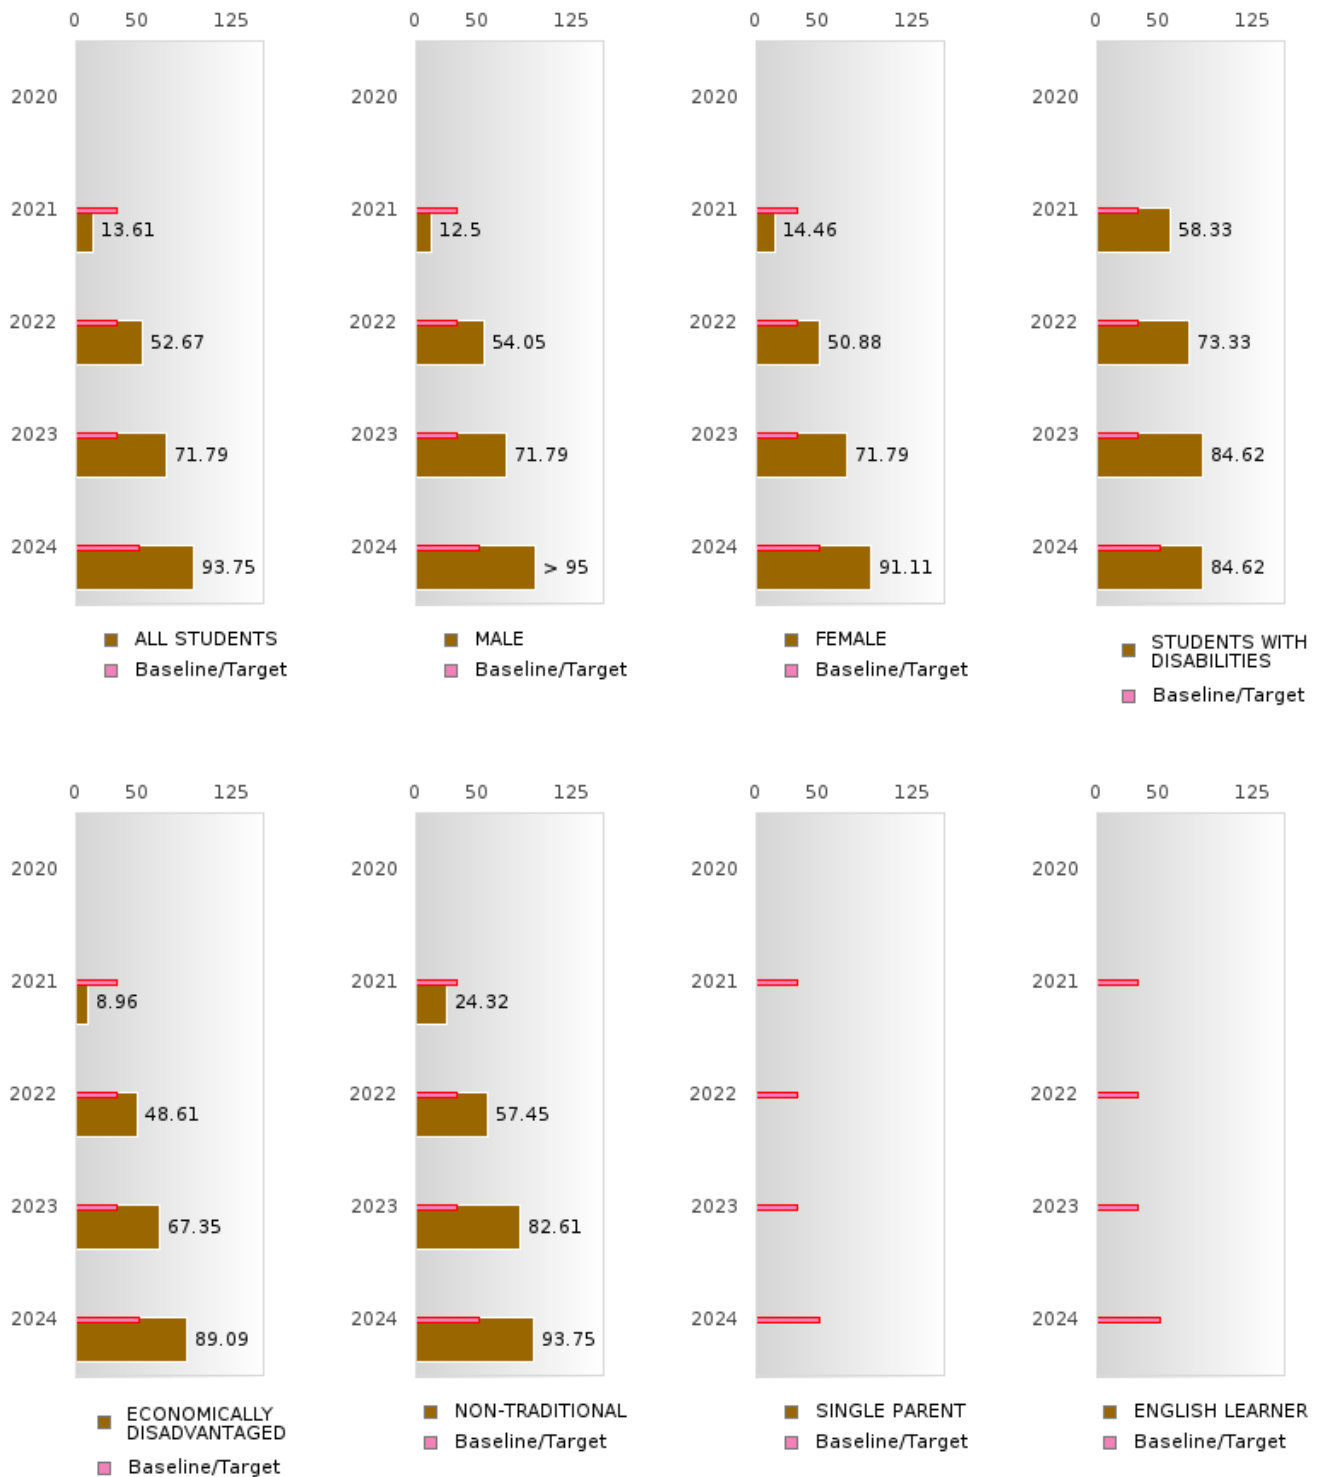 0 50 125 0 50 125 0 50 125 0 50 125
2020 2020 2020 2020
2021 13.61 2021 12.5 2021 14.46 2021 58.33
2022 52.67 2022 54.05 2022 50.88 2022 73.33
2023 71.79 2023 71.79 2023 71.79 2023 84.62
2024 93.75 2024 > 95 2024 91.11 2024 84.62
ALL STUDENTS MALE FEMALE STUDENTS WITH
DISABILITIES
Baseline/Target Baseline/Target Baseline/Target Baseline/Target
0 50 125 0 50 125 0 50 125 0 50 125
2020 2020 2020 2020
2021 8.96 2021 24.32 2021 2021
2022 48.61 2022 57.45 2022 2022
2023 67.35 2023 82.61 2023 2023
2024 89.09 2024 93.75 2024 2024
ECONOMICALLY NON-TRADITIONAL SINGLE PARENT ENGLISH LEARNER
DISADVANTAGED
Baseline/Target Baseline/Target Baseline/Target Baseline/Target